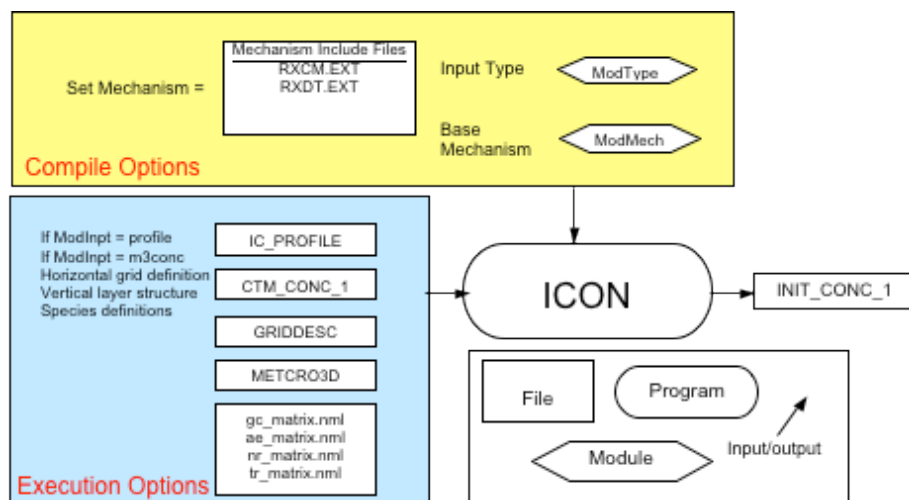 Set Mechanism =
Mechanism Include Files
RXCM.EXT
RXDT.EXT
Input Type
ModType
Base
Mechanism
ModMech
Compile Options
If ModInpt = profile
If ModInpt = m3conc
Horizontal grid definition
Vertical layer structure
Species definitions
IC_PROFILE
CTM_CONC_1
GRIDDESC
METCRO3D
gc_matrix.nml
ae_matrix.nml
nr_matrix.nml
tr_matrix.nml
Execution Options
ICON
INIT_CONC_1
File
Program
Input/output
Module